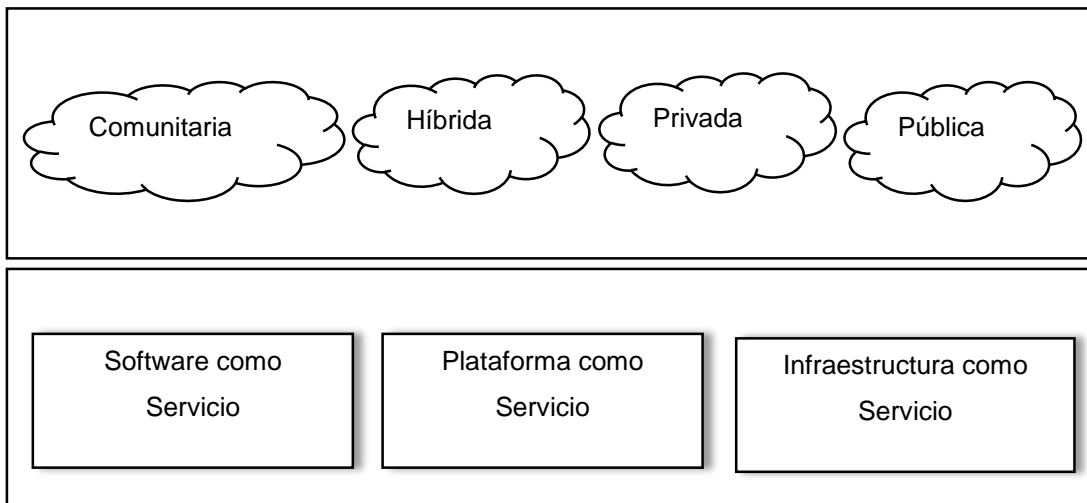 Comunitaria
Híbrida
Privada
Pública
Software como
Servicio
Plataforma como
Servicio
Infraestructura como
Servicio